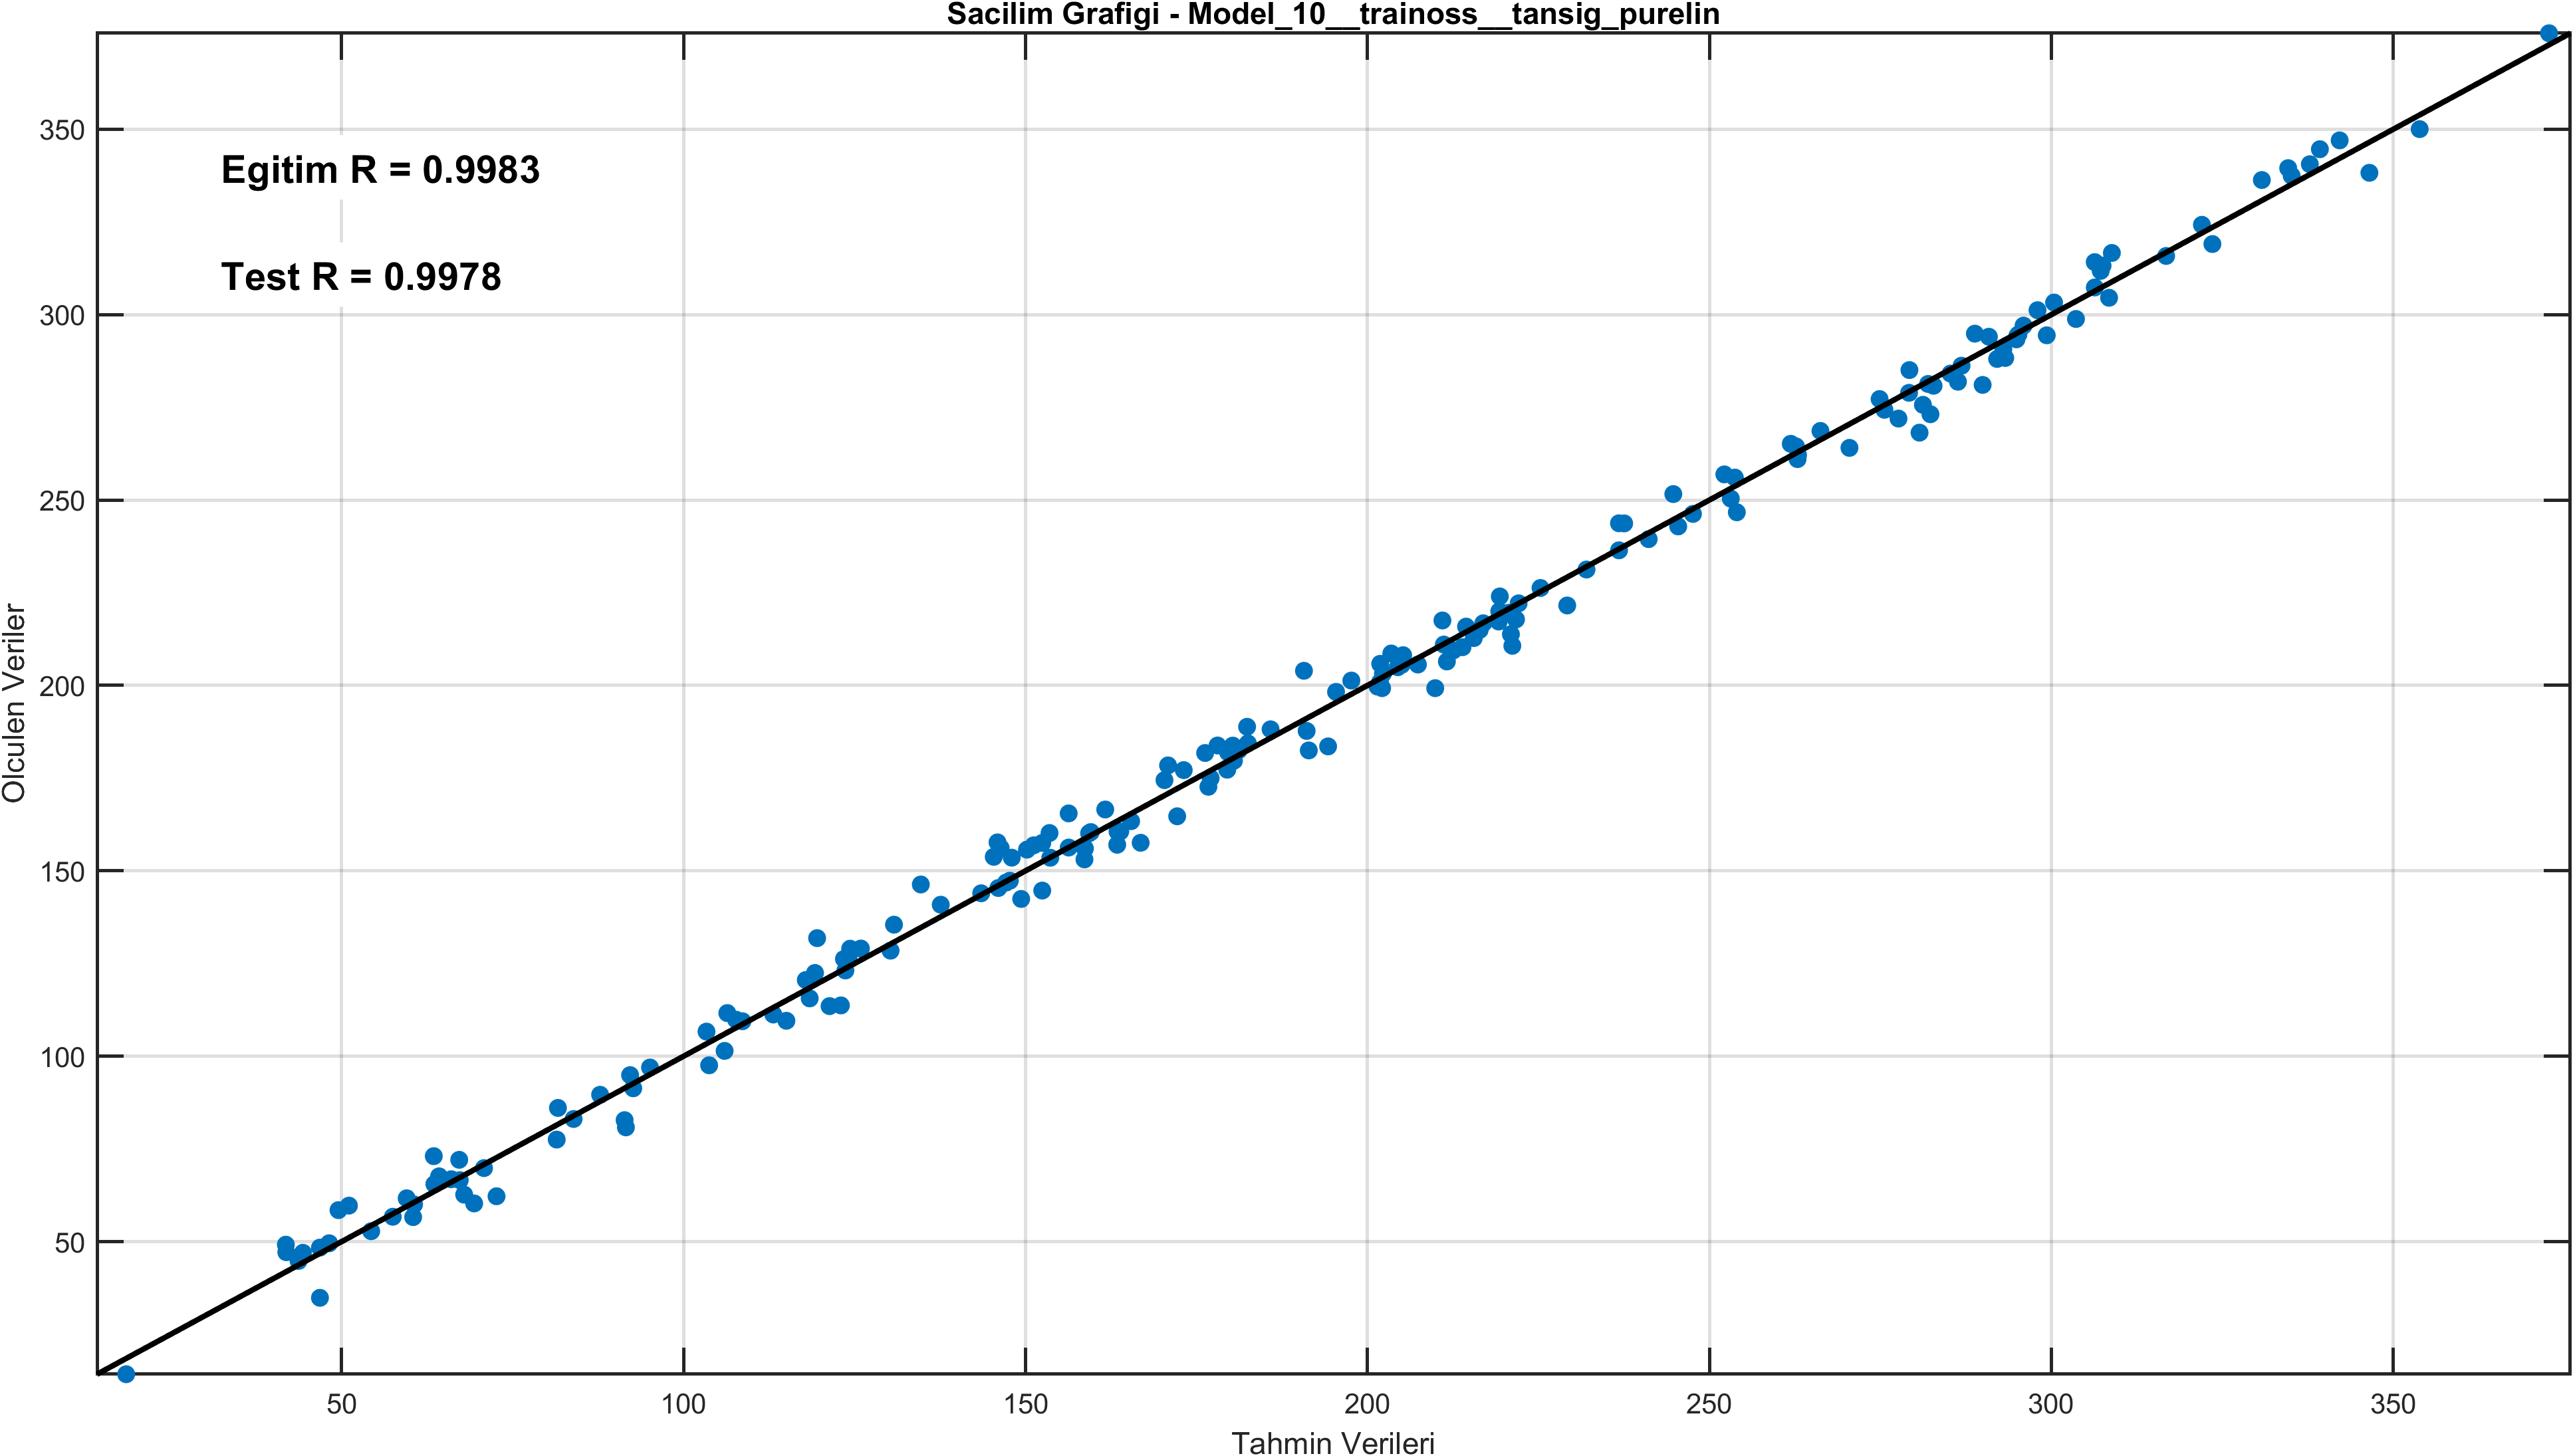 Sacilim Grafigi - Model_10__trainoss__tansig_purelin
Egitim R = 0.9983
Test R = 0.9978
Olculen Veriler
350
300
250
200
150
100
50
50 100 150 200 250 300 350
Tahmin Verileri